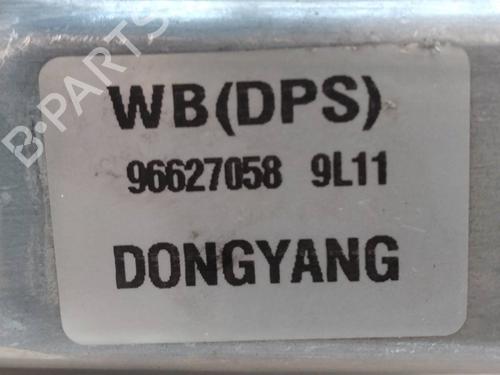 WB(DPS)
96627058 9L11
DONGYANG
B-PARTS